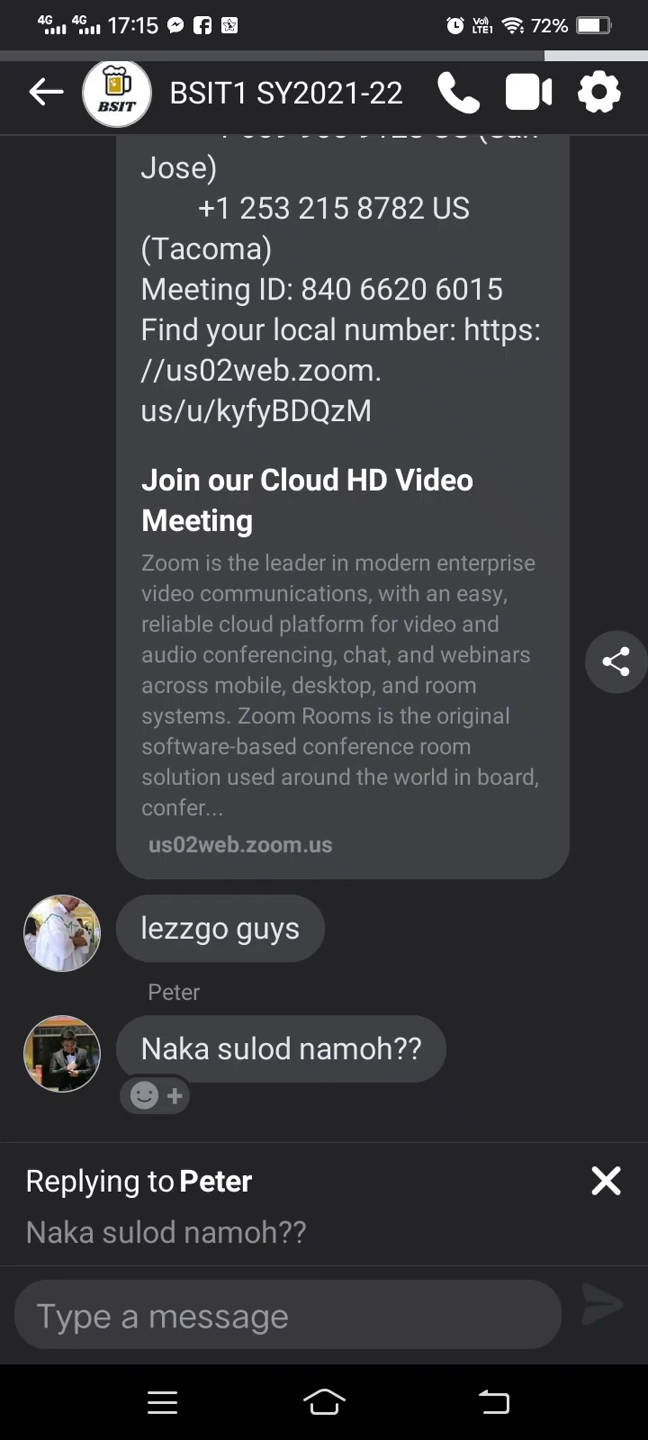 4G 4G 17:15 Vo)) LTE1 72%
BSIT
BSIT1 SY2021-22
Jose)
+1 253 215 8782 US
(Tacoma)
Meeting ID: 840 6620 6015
Find your local number: https:
//us02web.zoom.
us/u/kyfyBDQzM
Join our Cloud HD Video
Meeting
Zoom is the leader in modern enterprise
video communications, with an easy,
reliable cloud platform for video and
audio conferencing, chat, and webinars
across mobile, desktop, and room
systems. Zoom Rooms is the original
software-based conference room
solution used around the world in board,
confer...
us02web.zoom.us
lezzgo guys
Peter
Naka sulod namoh??
Replying to Peter
Naka sulod namoh??
Type a message